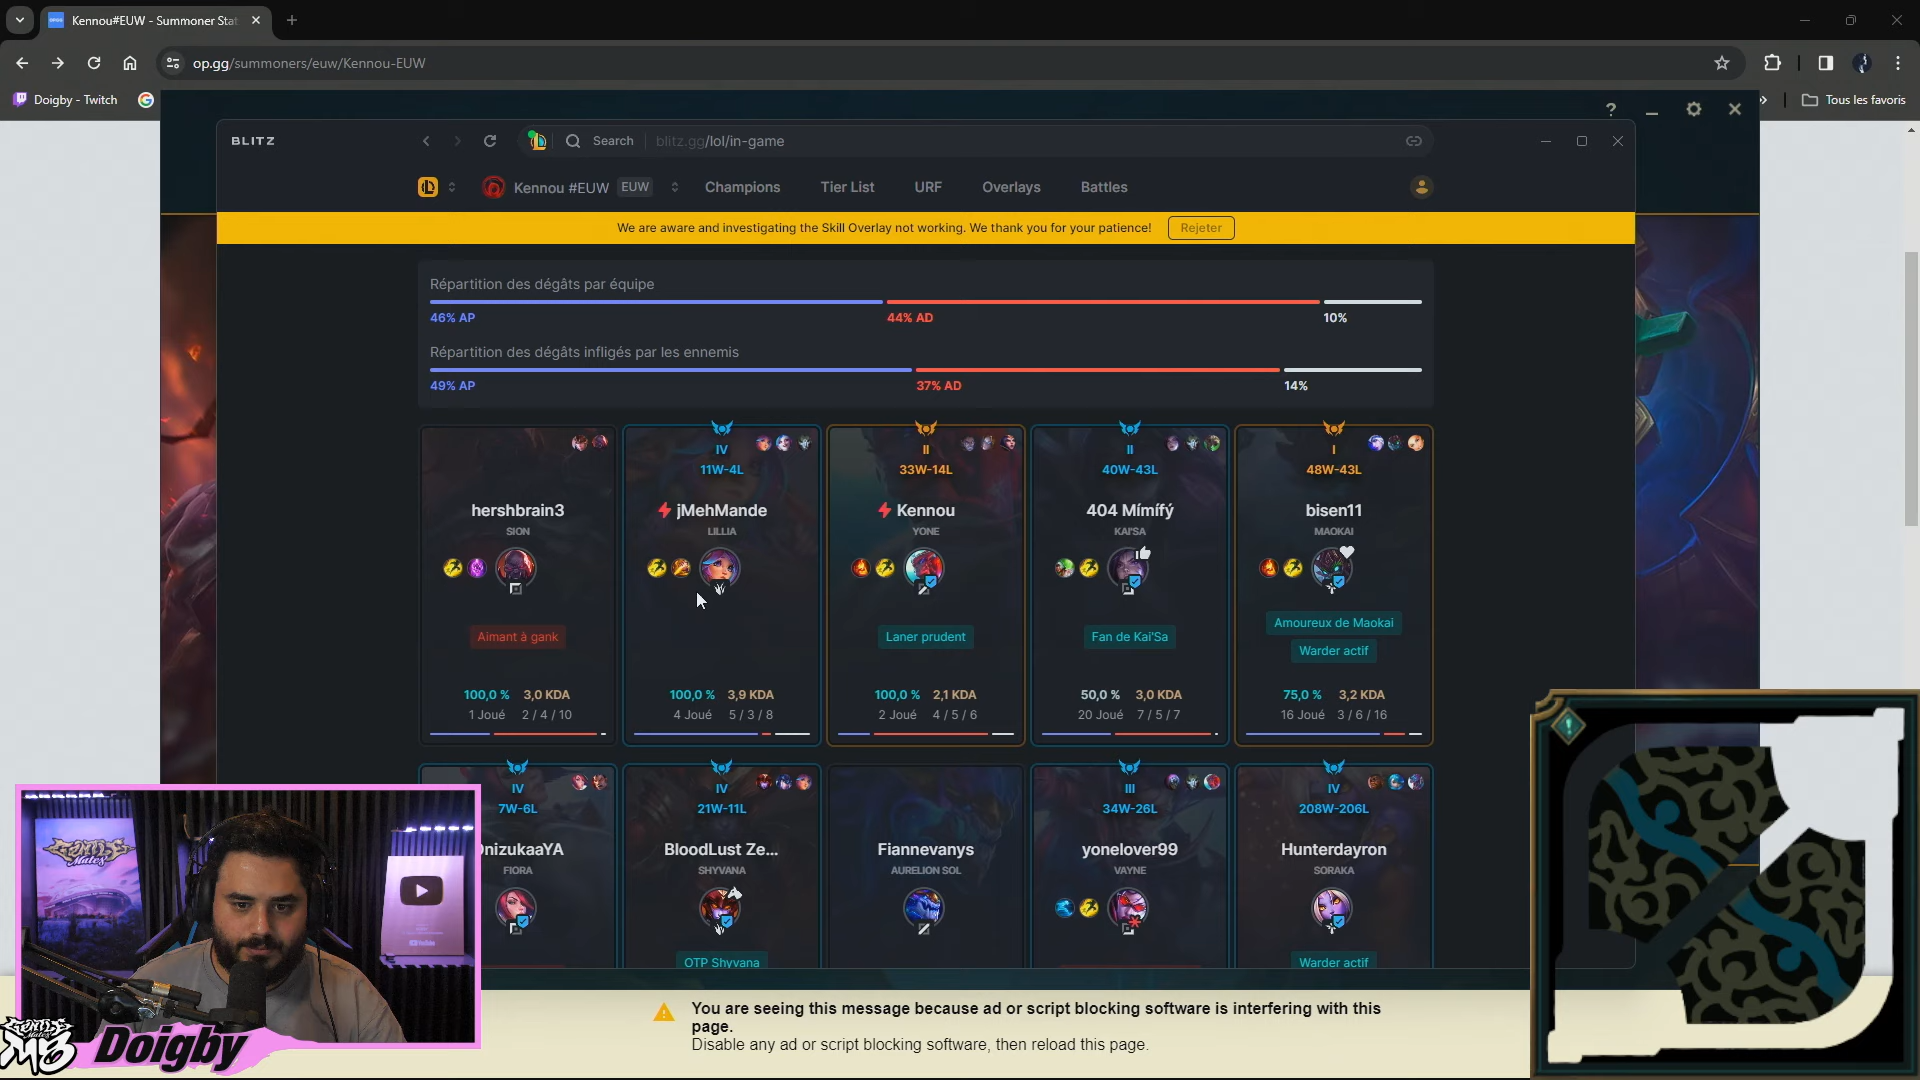 Kennou#EUW - Summoner Stat
op.gg/summoners/euw/Kennou-EUW
Doigby - Twitch
Tous les favoris
BLITZ
Search
blitz.gg/lol/in-game
Kennou #EUW
EUW
Champions
Tier List
URF
Overlays
Battles
We are aware and investigating the Skill Overlay not working. We thank you for your patience!
Rejeter
Répartition des dégâts par équipe
46% AP
44% AD
10%
Répartition des dégâts infligés par les ennemis
49% AP
37% AD
14%
hershbrain3
SION
Aimant à gank
100,0 % 3,0 KDA
1 Joué 2 / 4 / 10
IV
11W-4L
jMehMande
LILLIA
100,0 % 3,9 KDA
4 Joué 5 / 3 / 8
II
33W-14L
Kennou
YONE
Laner prudent
100,0 % 2,1 KDA
2 Joué 4 / 5 / 6
II
40W-43L
404 Mímífý
KAI'SA
Fan de Kai'Sa
50,0 % 3,0 KDA
20 Joué 7 / 5 / 7
I
48W-43L
bisen11
MAOKAI
Amoureux de Maokai
Warder actif
75,0 % 3,2 KDA
16 Joué 3 / 6 / 16
IV
7W-6L
OnizukaaYA
FIORA
IV
21W-11L
BloodLust Ze...
SHYVANA
OTP Shyvana
Fiannevanys
AURELION SOL
III
34W-26L
yonelover99
VAYNE
IV
208W-206L
Hunterdayron
SORAKA
Warder actif
You are seeing this message because ad or script blocking software is interfering with this
page.
Disable any ad or script blocking software, then reload this page.
GENTLE
Mates
YouTube
GENTLE
Mates
M8
Doigby